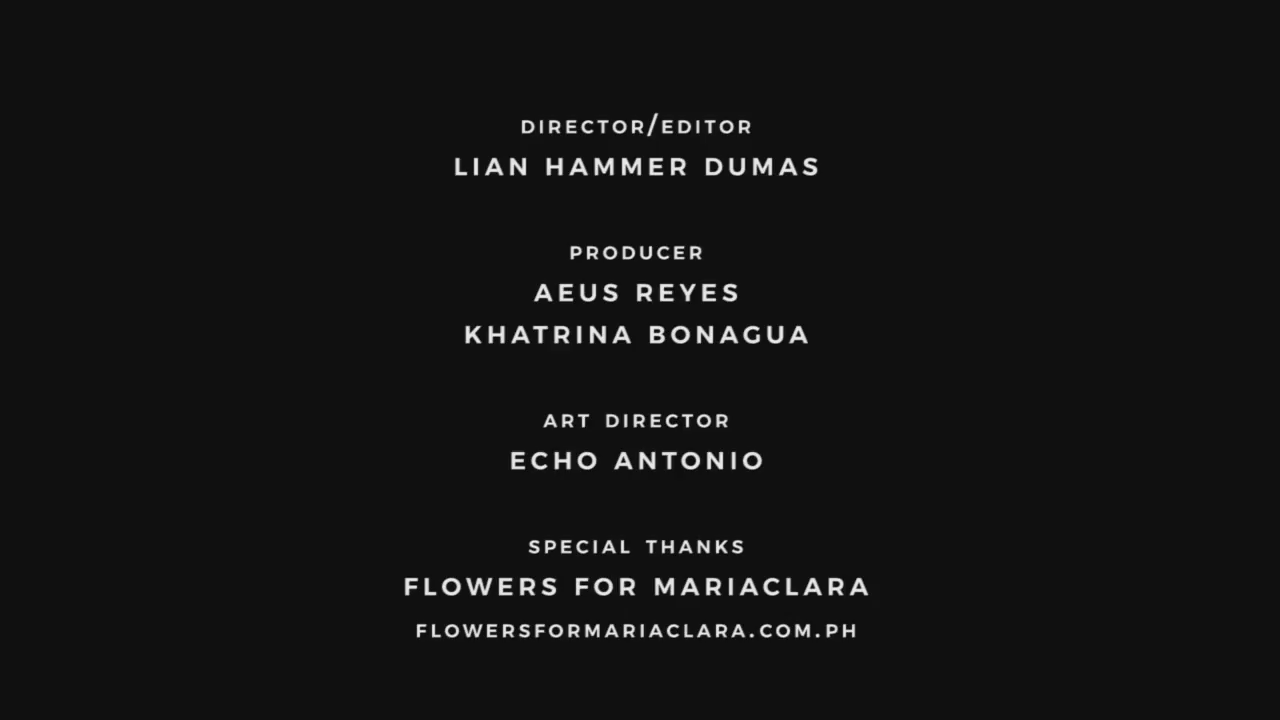 DIRECTOR/EDITOR
LIAN HAMMER DUMAS
PRODUCER
AEUS REYES
KHATRINA BONAGUA
ART DIRECTOR
ECHO ANTONIO
SPECIAL THANKS
FLOWERS FOR MARIACLARA
FLOWERSFORMARIACLARA.COM.PH